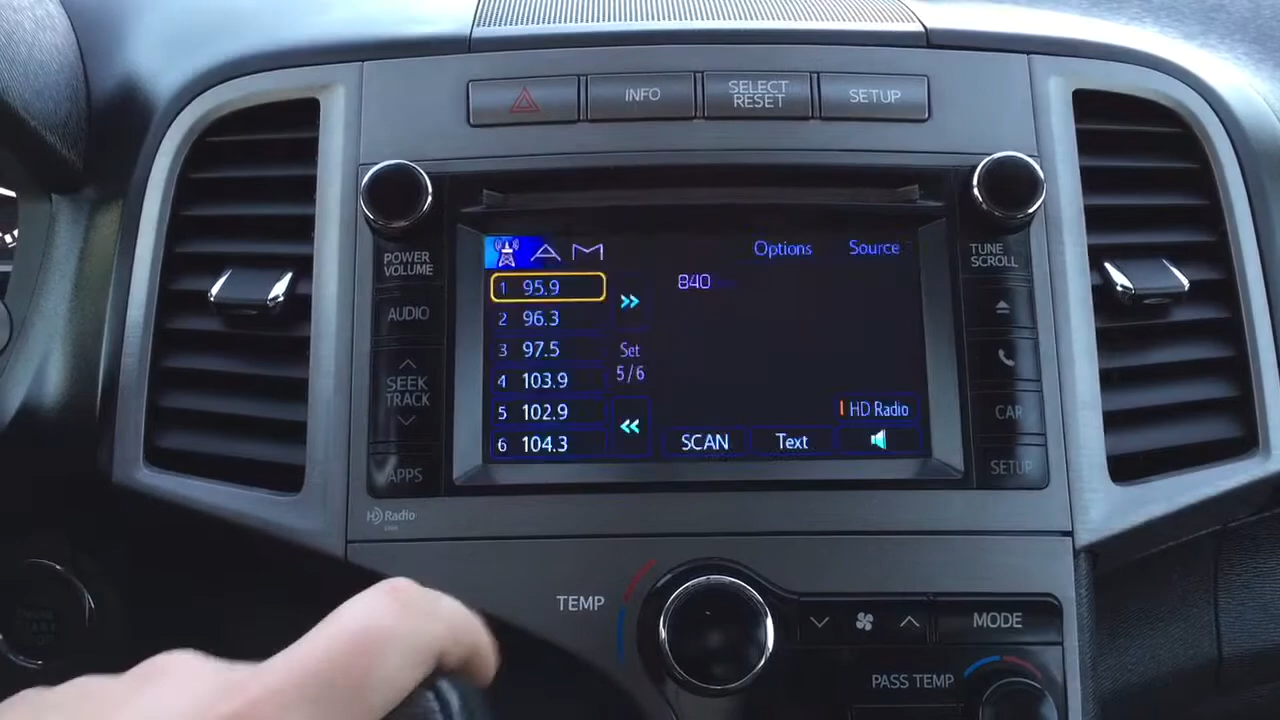 INFO
SELECT
RESET
SETUP
POWER
VOLUME
AUDIO
SEEK
TRACK
APPS
HD Radio
AM
Options
Source
1 95.9
2 96.3
3 97.5
4 103.9
5 102.9
6 104.3
Set
5/6
840
HD Radio
SCAN
Text
TUNE
SCROLL
CAR
SETUP
TEMP
MODE
PASS TEMP